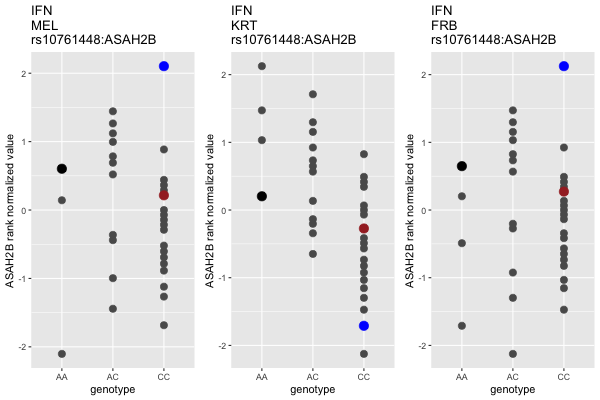 IFN
MEL
rs10761448:ASAH2B
IFN
KRT
rs10761448:ASAH2B
IFN
FRB
rs10761448:ASAH2B
ASAH2B rank normalized value
2
1
0
-1
-2
AA AC CC
genotype
ASAH2B rank normalized value
2
1
0
-1
-2
AA AC CC
genotype
ASAH2B rank normalized value
2
1
0
-1
-2
AA AC CC
genotype